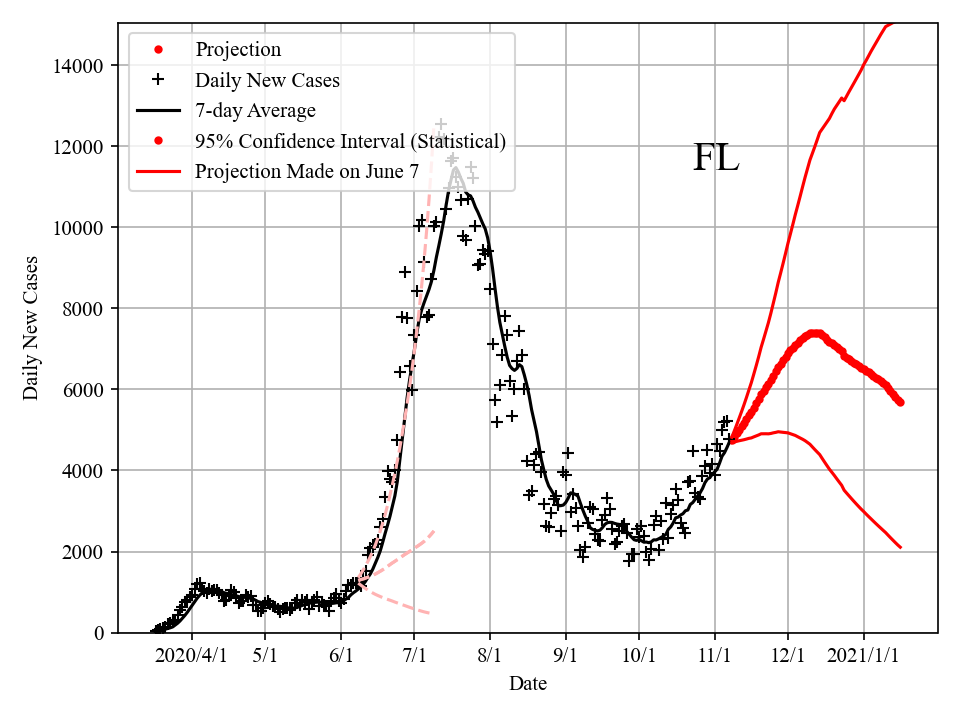 Projection
Daily New Cases
7-day Average
95% Confidence Interval (Statistical)
Projection Made on June 7
FL
Daily New Cases
14000
12000
10000
8000
6000
4000
2000
0
2020/4/1 5/1 6/1 7/1 8/1 9/1 10/1 11/1 12/1 2021/1/1
Date